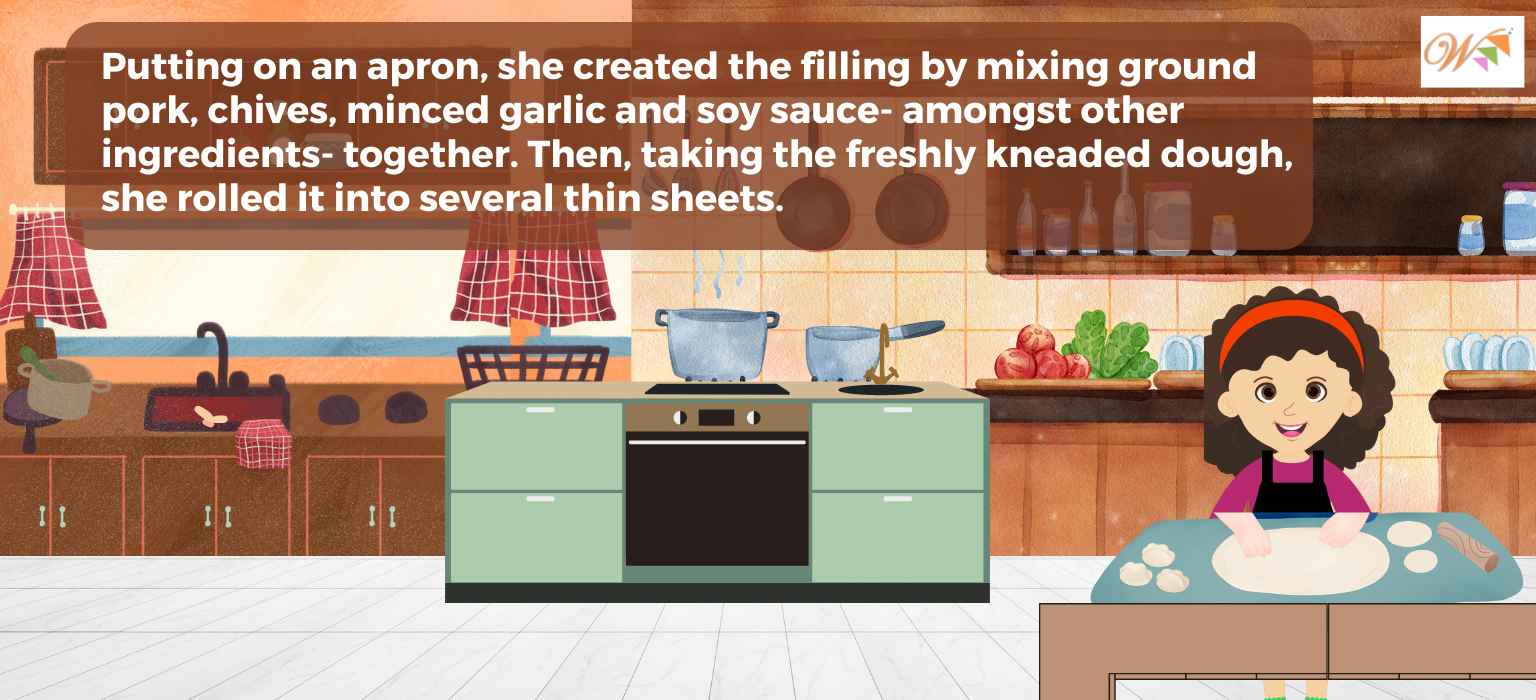 Putting on an apron, she created the filling by mixing ground
pork, chives, minced garlic and soy sauce- amongst other
ingredients- together. Then, taking the freshly kneaded dough,
she rolled it into several thin sheets.
W